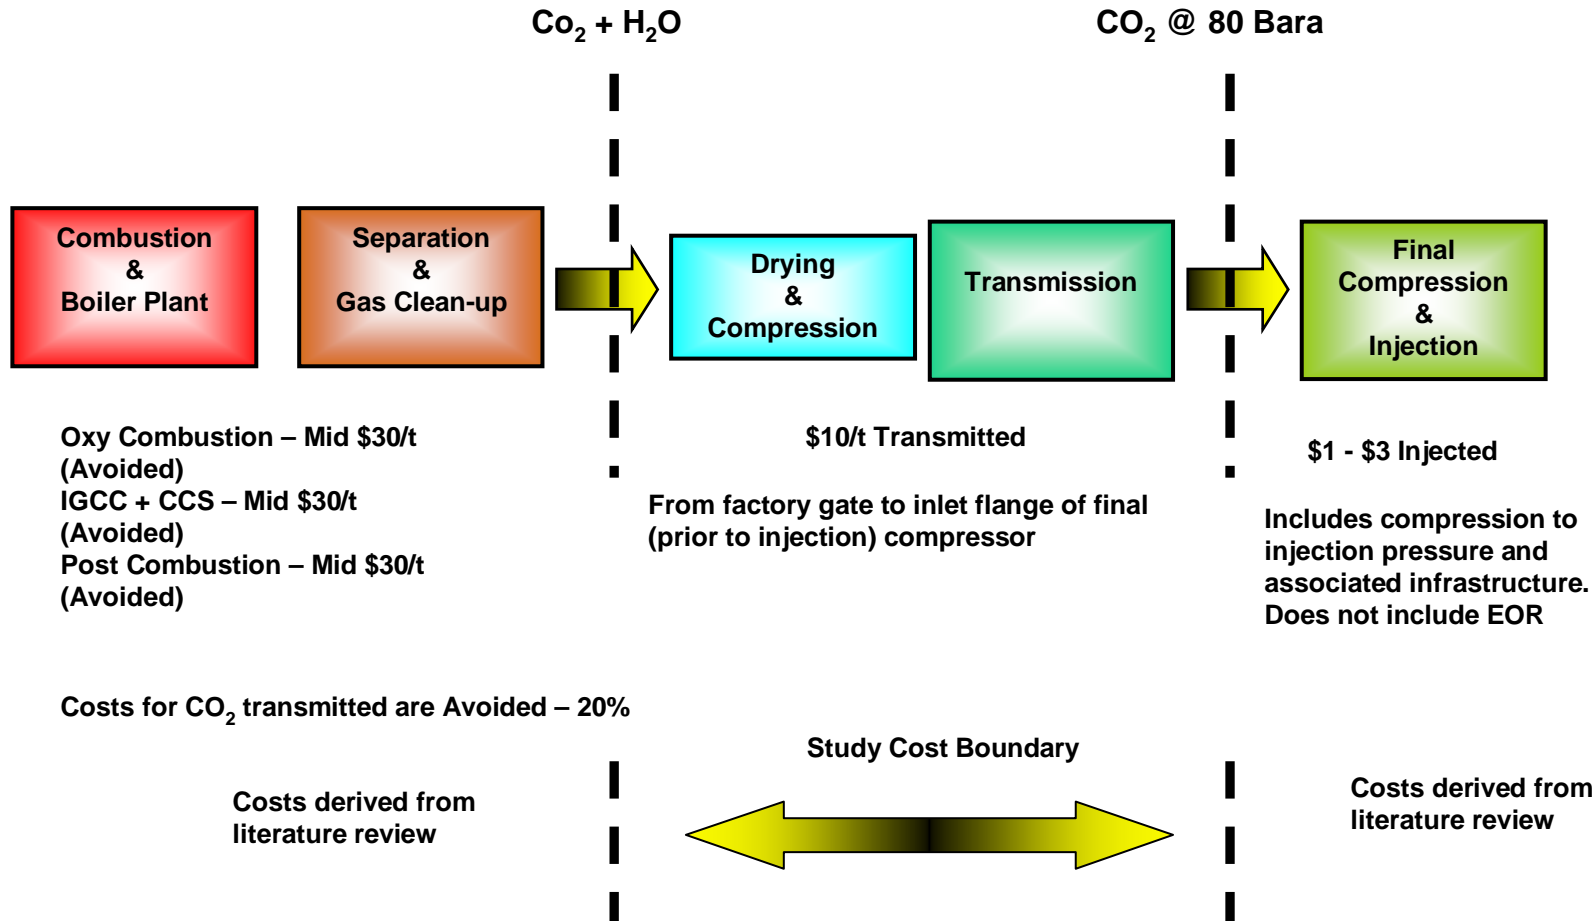 Co₂ + H₂O
CO₂ @ 80 Bara
Combustion
&
Boiler Plant
Separation
&
Gas Clean-up
Drying
&
Compression
Transmission
Final
Compression
&
Injection
Oxy Combustion – Mid $30/t
(Avoided)
IGCC + CCS – Mid $30/t
(Avoided)
Post Combustion – Mid $30/t
(Avoided)
$10/t Transmitted
From factory gate to inlet flange of final
(prior to injection) compressor
$1 - $3 Injected
Includes compression to
injection pressure and
associated infrastructure.
Does not include EOR
Costs for CO₂ transmitted are Avoided – 20%
Study Cost Boundary
Costs derived from
literature review
Costs derived from
literature review